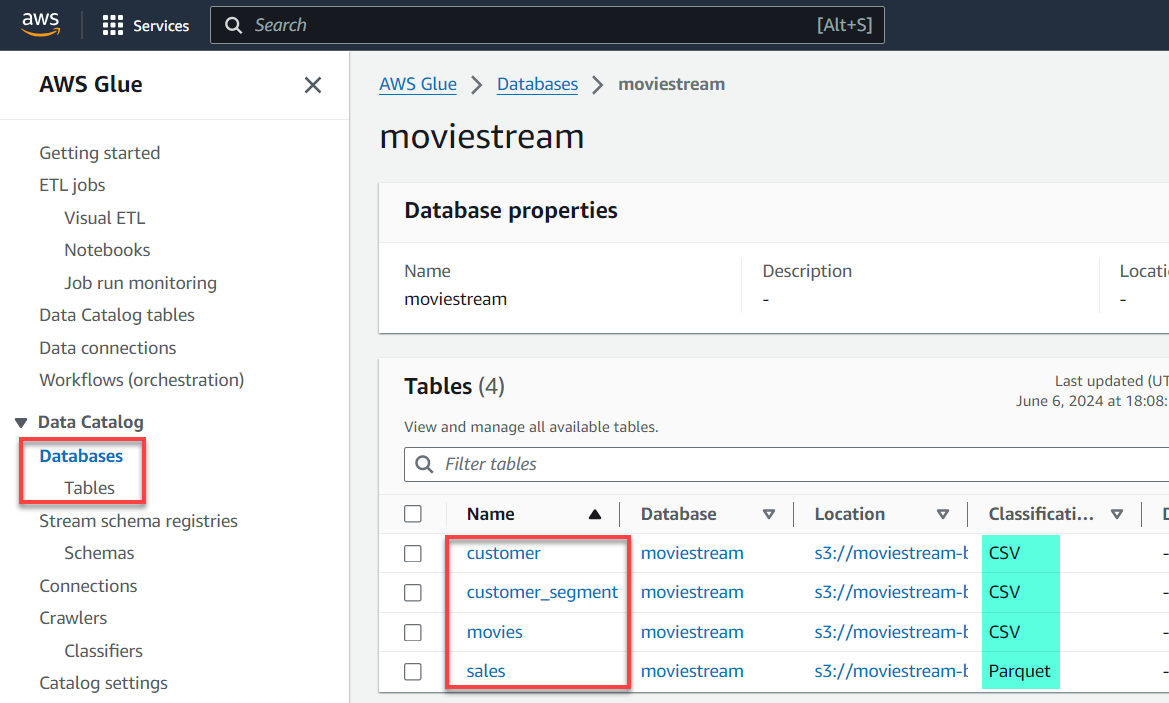 aws
Services
Search
[Alt+S]
AWS Glue
Getting started
ETL jobs
Visual ETL
Notebooks
Job run monitoring
Data Catalog tables
Data connections
Workflows (orchestration)
Data Catalog
Databases
Tables
Stream schema registries
Schemas
Connections
Crawlers
Classifiers
Catalog settings
AWS Glue > Databases > moviestream
moviestream
Database properties
Name Description Locati
moviestream - -
Tables (4)
Last updated (UT
June 6, 2024 at 18:08:
View and manage all available tables.
Filter tables
Name Database Location Classificati... D
customer moviestream s3://moviestream-b CSV -
customer_segment moviestream s3://moviestream-b CSV -
movies moviestream s3://moviestream-b CSV -
sales moviestream s3://moviestream-b Parquet -